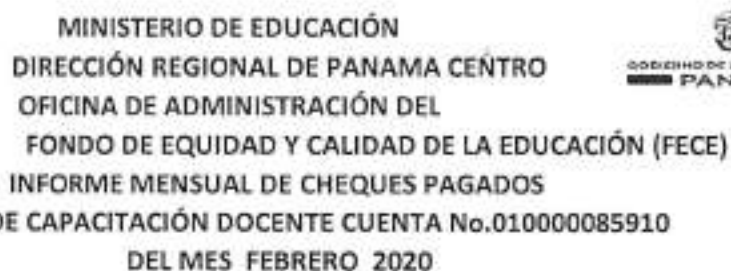 MINISTERIO DE EDUCACIÓN
DIRECCIÓN REGIONAL DE PANAMA CENTRO
OFICINA DE ADMINISTRACIÓN DEL
FONDO DE EQUIDAD Y CALIDAD DE LA EDUCACIÓN (FECE)
INFORME MENSUAL DE CHEQUES PAGADOS
DE CAPACITACIÓN DOCENTE CUENTA No.010000085910
DEL MES FEBRERO 2020